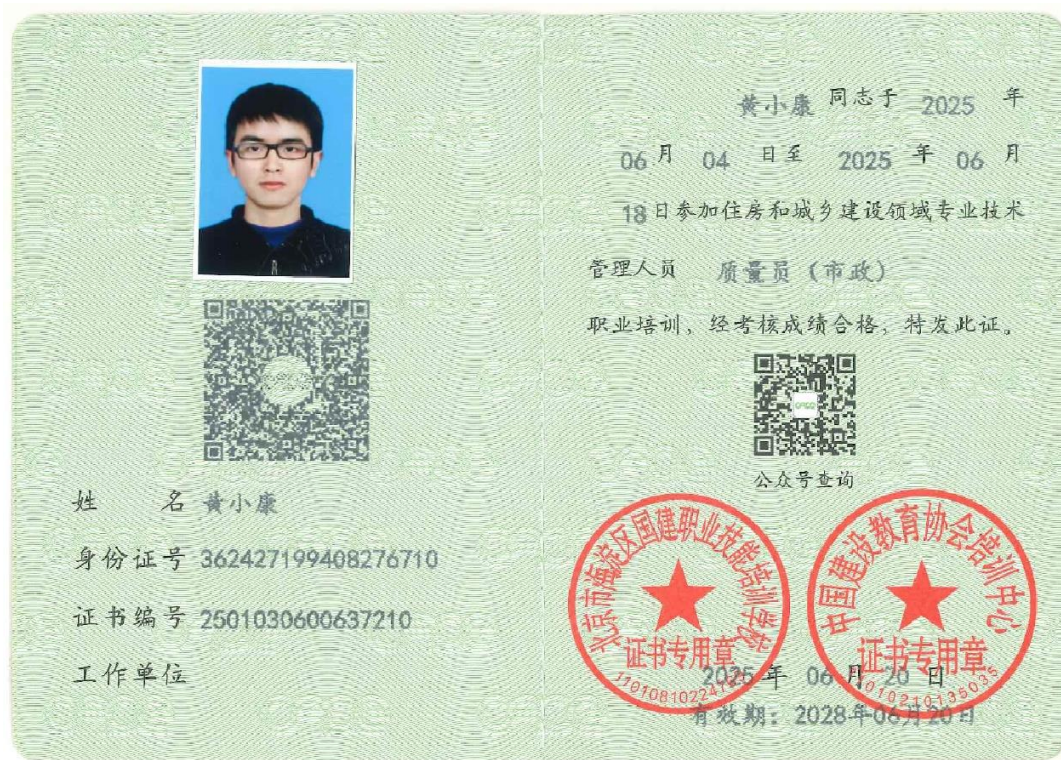 姓 名 黄小康
身份证号 362427199408276710
证书编号 2501030600637210
工作单位
黄小康 同志于 2025 年
06 月 04 日至 2025 年 06 月
18 日参加住房和城乡建设领域专业技术
管理人员 质量员（市政）
职业培训，经考核成绩合格，特发此证。
公众号查询
北京市海淀区国建职业技能培训学校
证书专用章
中国建设教育协会培训中心
证书专用章
2025 年 06 月 20 日
有效期：2028年06月20日